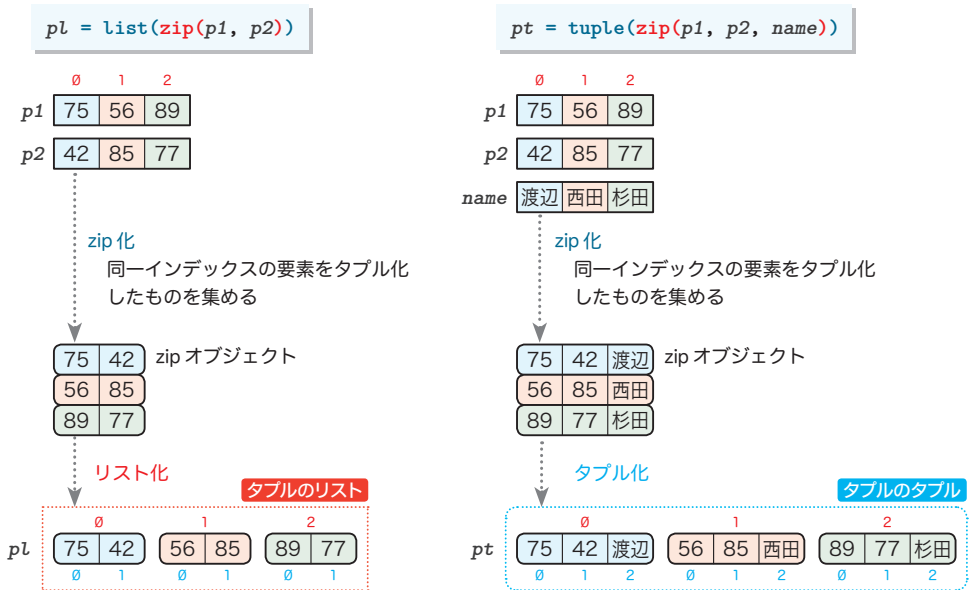 pl = list(zip(p1, p2))
0 1 2
p1 75 56 89
p2 42 85 77
zip 化
同一インデックスの要素をタプル化
したものを集める
75 42 zip オブジェクト
56 85
89 77
リスト化
タプルのリスト
0 1 2
pl 75 42 56 85 89 77
0 1 0 1 0 1
pt = tuple(zip(p1, p2, name))
0 1 2
p1 75 56 89
p2 42 85 77
name 渡辺 西田 杉田
zip 化
同一インデックスの要素をタプル化
したものを集める
75 42 渡辺 zip オブジェクト
56 85 西田
89 77 杉田
タプル化
タプルのタプル
0 1 2
pt 75 42 渡辺 56 85 西田 89 77 杉田
0 1 2 0 1 2 0 1 2